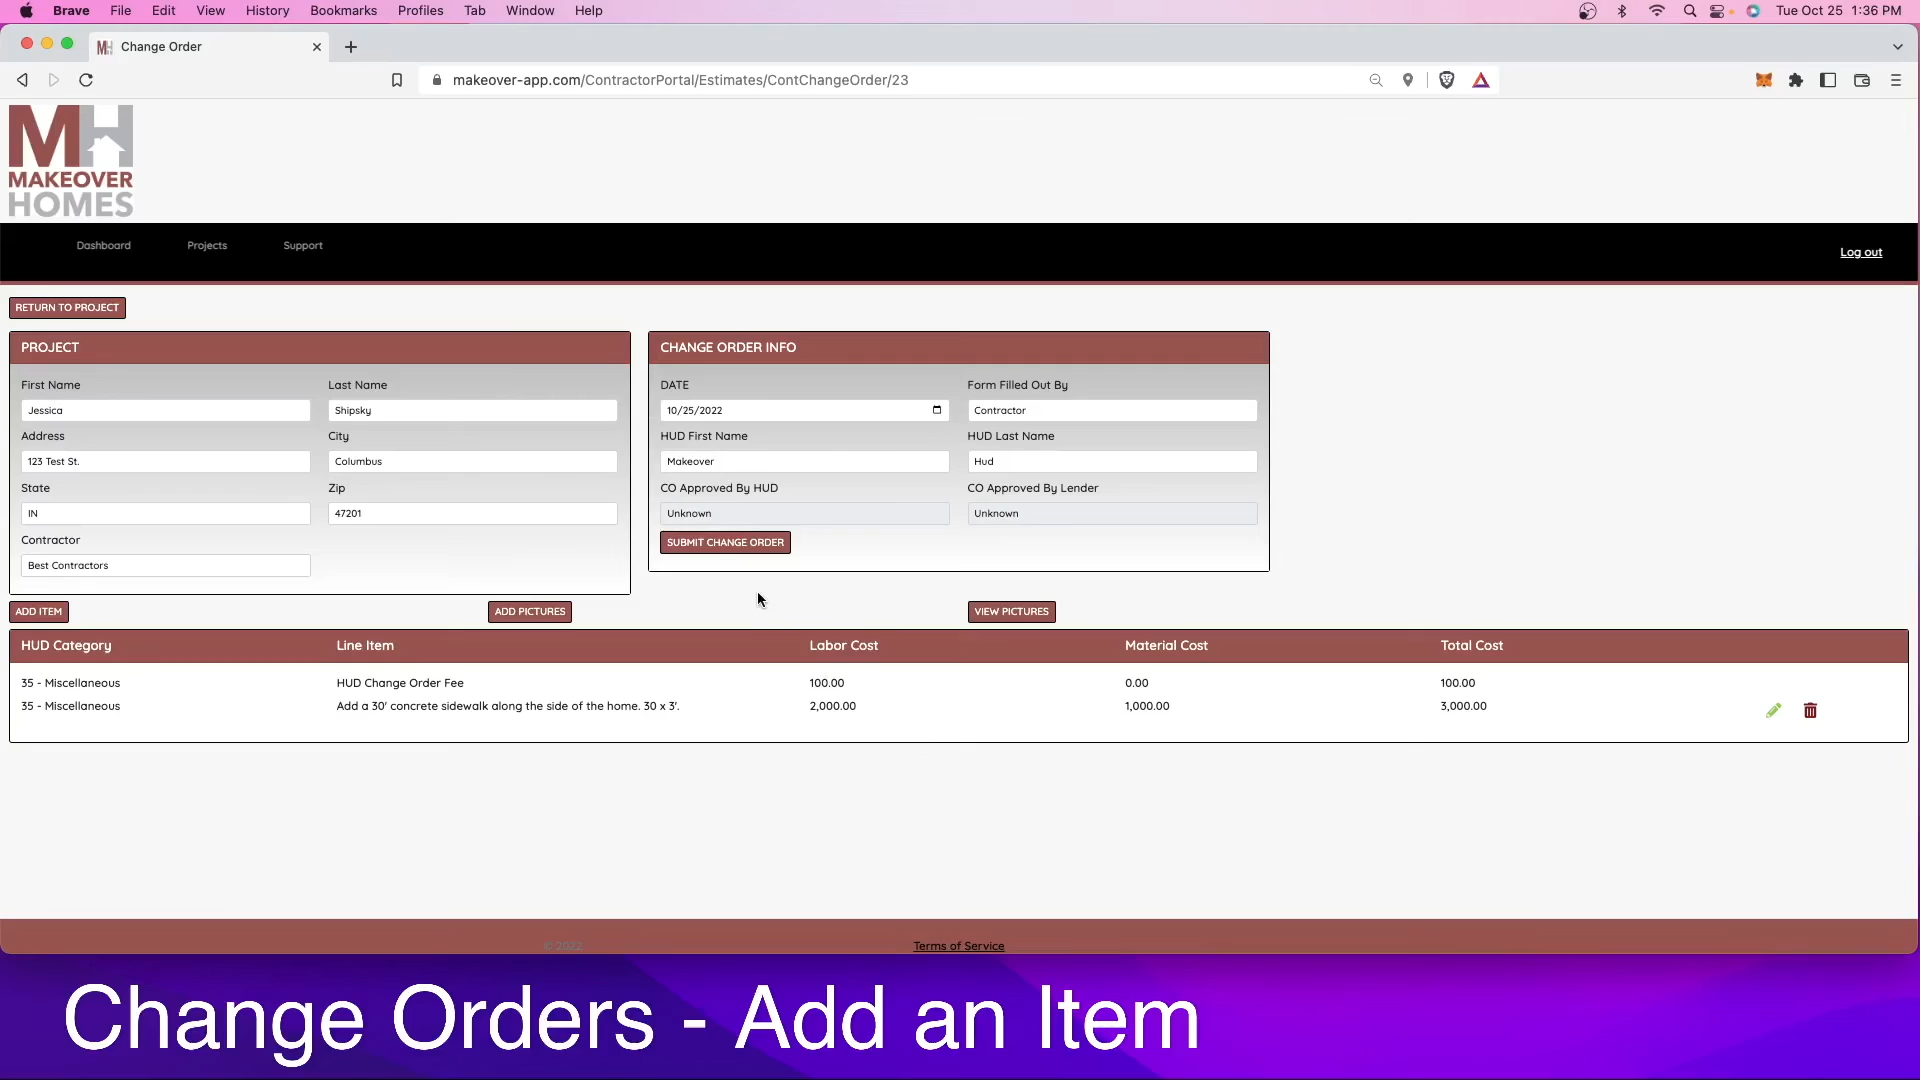 Brave File Edit View History Bookmarks Profiles Tab Window Help Tue Oct 25 1:36 PM
MH Change Order
makeover-app.com/ContractorPortal/Estimates/ContChangeOrder/23
MH
MAKEOVER
HOMES
Dashboard Projects Support Log out
RETURN TO PROJECT
PROJECT CHANGE ORDER INFO
First Name Last Name DATE Form Filled Out By
Jessica Shipsky 10/25/2022 Contractor
Address City HUD First Name HUD Last Name
123 Test St. Columbus Makeover Hud
State Zip CO Approved By HUD CO Approved By Lender
IN 47201 Unknown Unknown
Contractor SUBMIT CHANGE ORDER
Best Contractors
ADD ITEM ADD PICTURES VIEW PICTURES
HUD Category Line Item Labor Cost Material Cost Total Cost
35 - Miscellaneous HUD Change Order Fee 100.00 0.00 100.00
35 - Miscellaneous Add a 30' concrete sidewalk along the side of the home. 30 x 3'. 2,000.00 1,000.00 3,000.00
© 2022 Terms of Service
Change Orders - Add an Item